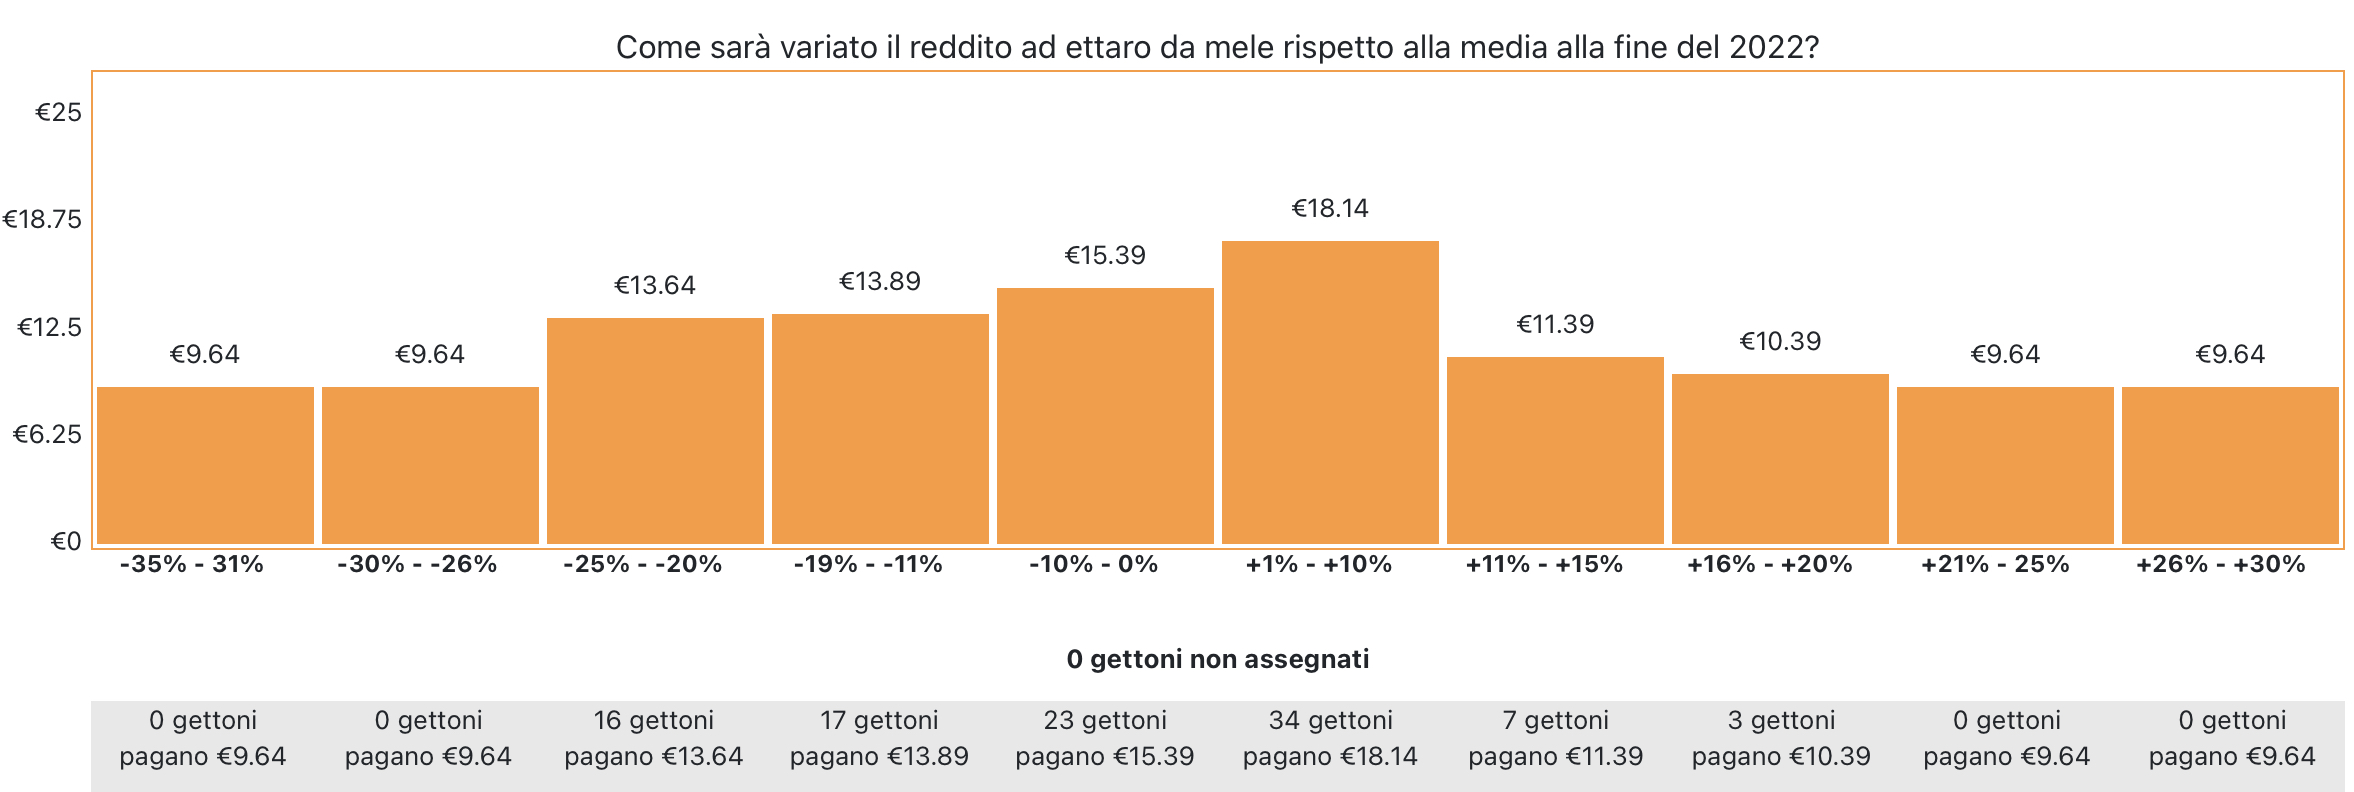 Come sarà variato il reddito ad ettaro da mele rispetto alla media alla fine del 2022?
€25
€18.75
€12.5
€6.25
€0
€9.64
€9.64
€13.64
€13.89
€15.39
€18.14
€11.39
€10.39
€9.64
€9.64
-35% - 31%
-30% - -26%
-25% - -20%
-19% - -11%
-10% - 0%
+1% - +10%
+11% - +15%
+16% - +20%
+21% - 25%
+26% - +30%
0 gettoni non assegnati
0 gettoni
pagano €9.64
0 gettoni
pagano €9.64
16 gettoni
pagano €13.64
17 gettoni
pagano €13.89
23 gettoni
pagano €15.39
34 gettoni
pagano €18.14
7 gettoni
pagano €11.39
3 gettoni
pagano €10.39
0 gettoni
pagano €9.64
0 gettoni
pagano €9.64